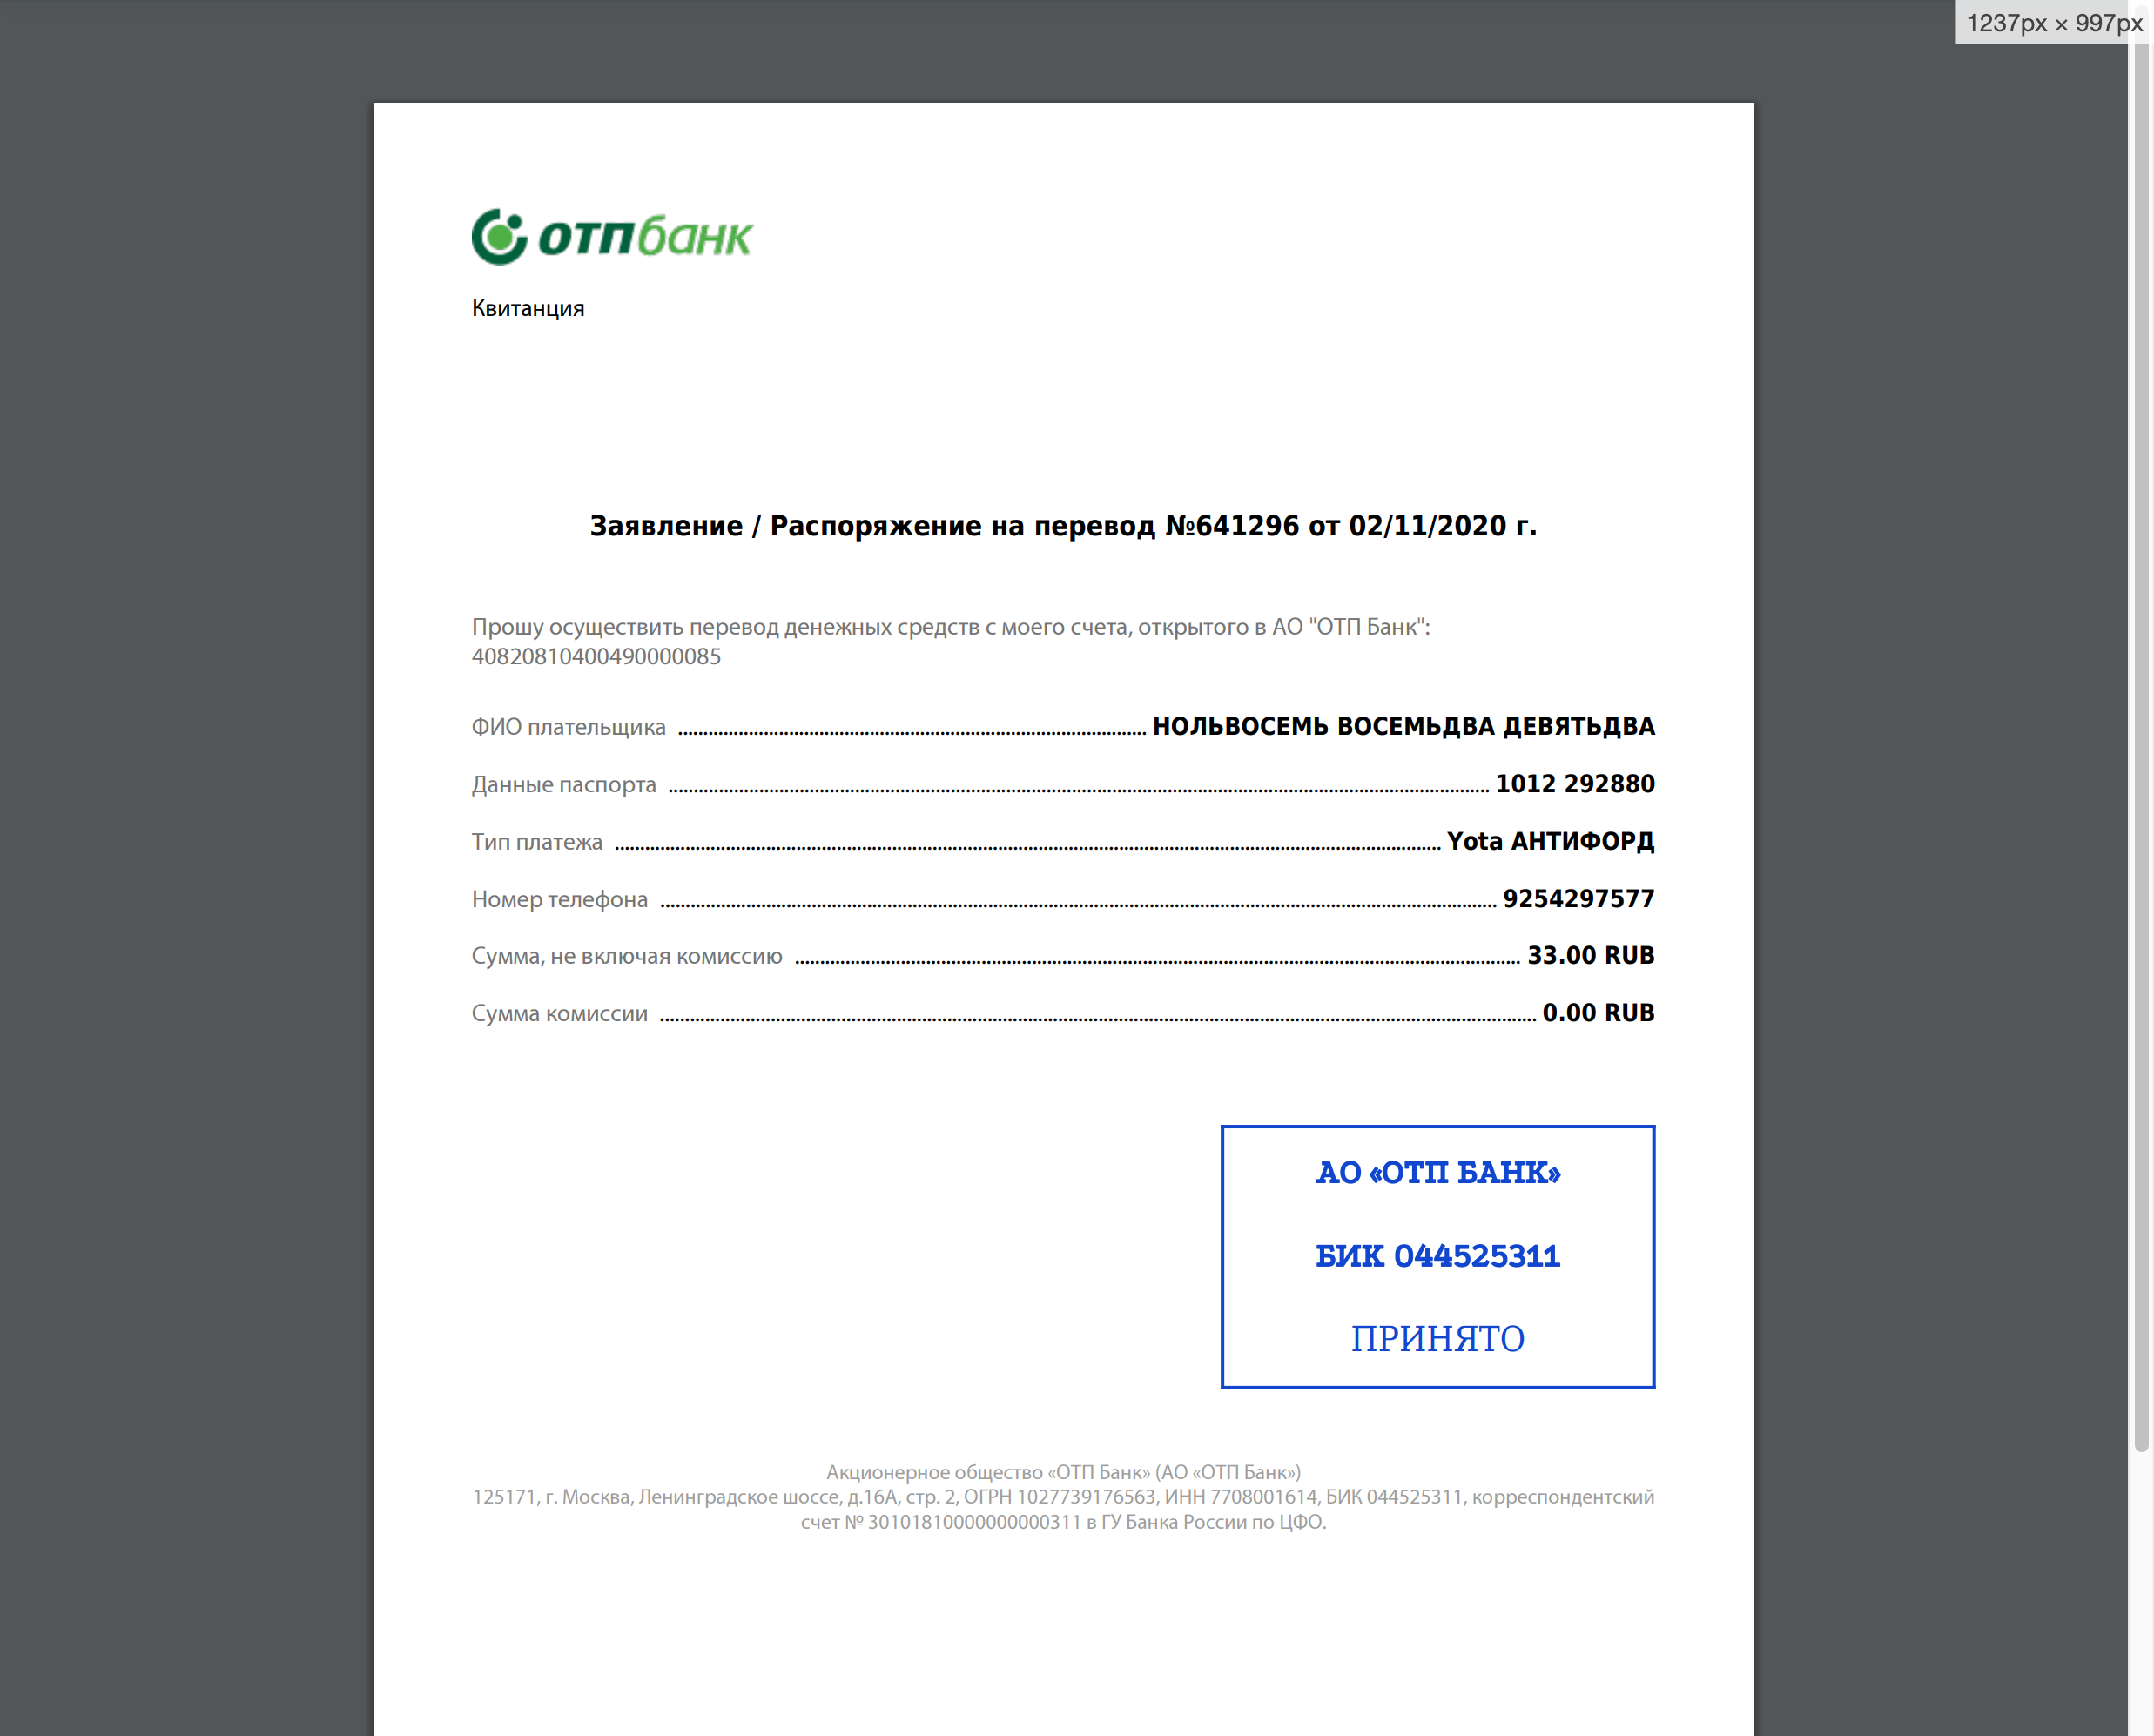 1237px × 997px
отпбанк
Квитанция
Заявление / Распоряжение на перевод №641296 от 02/11/2020 г.
Прошу осуществить перевод денежных средств с моего счета, открытого в АО "ОТП Банк":
40820810400490000085
ФИО плательщика ........ НОЛЬВОСЕМЬ ВОСЕМЬДВА ДЕВЯТЬДВА
Данные паспорта ........ 1012 292880
Тип платежа ........ Yota АНТИФОРД
Номер телефона ........ 9254297577
Сумма, не включая комиссию ........ 33.00 RUB
Сумма комиссии ........ 0.00 RUB
АО «ОТП БАНК»
БИК 044525311
ПРИНЯТО
Акционерное общество «ОТП Банк» (АО «ОТП Банк»)
125171, г. Москва, Ленинградское шоссе, д.16А, стр. 2, ОГРН 1027739176563, ИНН 7708001614, БИК 044525311, корреспондентский
счет № 30101810000000000311 в ГУ Банка России по ЦФО.